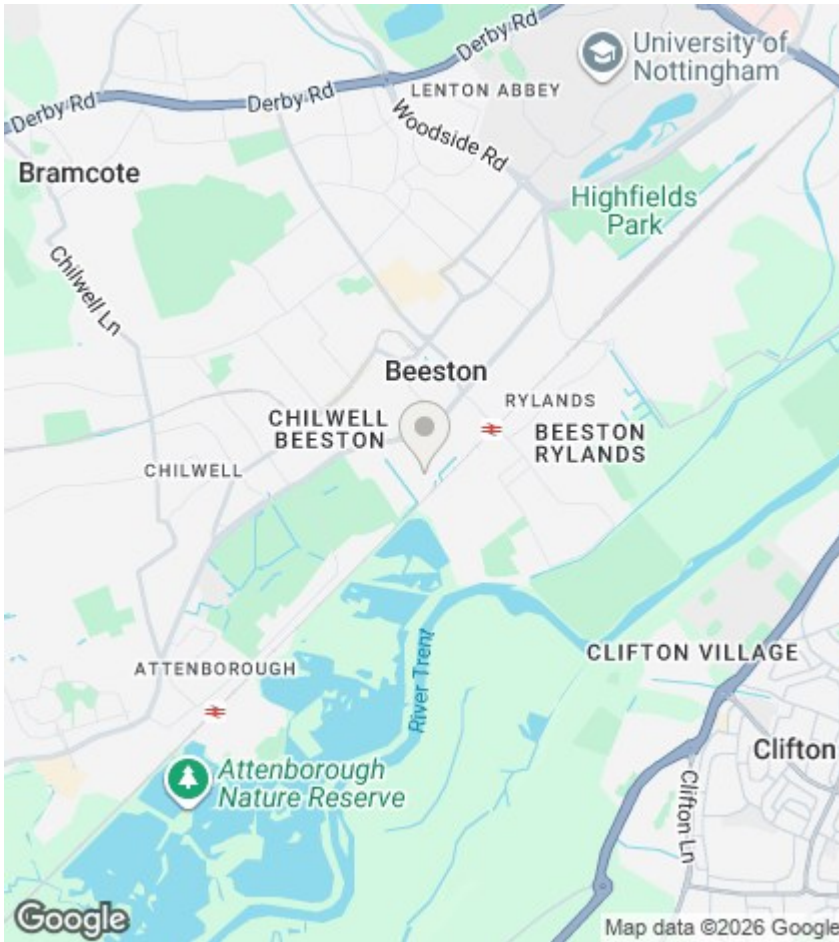 Derby Rd
University of
Nottingham
Derby Rd
Derby Rd
LENTON ABBEY
Woodside Rd
Bramcote
Highfields
Park
Chilwell Ln
Beeston
RYLANDS
CHILWELL
BEESTON
BEESTON
RYLANDS
CHILWELL
River Trent
CLIFTON VILLAGE
ATTENBOROUGH
Clifton
Attenborough
Nature Reserve
Clifton Ln
Google
Map data ©2026 Google